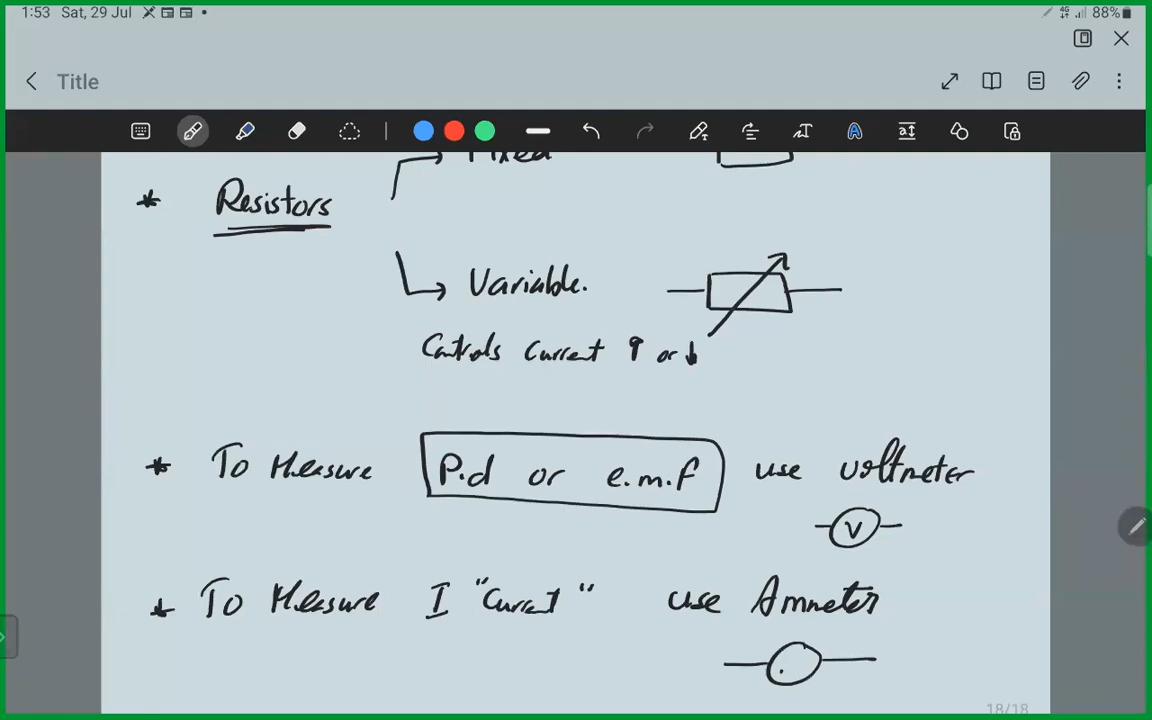 1:53 Sat, 29 Jul
4G 88%
Title
Fixed
* Resistors
Variable.
Controls Current ↑ or ↓
* To Measure P.d or e.m.f use voltmeter
V
* To Measure I "Current" use Ammeter
18/18